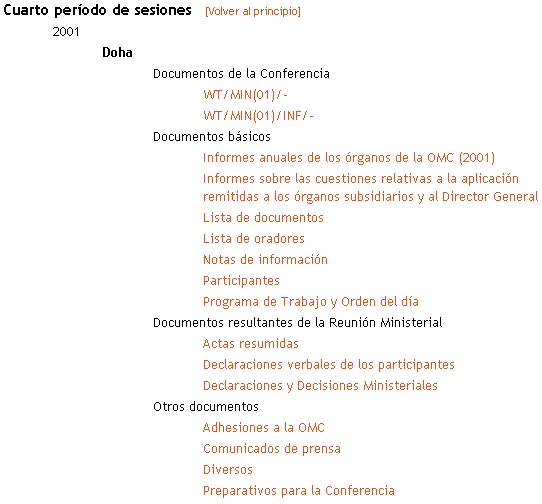 Cuarto período de sesiones [Volver al principio]
2001
Doha
Documentos de la Conferencia
WT/MIN(01)/-
WT/MIN(01)/INF/-
Documentos básicos
Informes anuales de los órganos de la OMC (2001)
Informes sobre las cuestiones relativas a la aplicación
remitidas a los órganos subsidiarios y al Director General
Lista de documentos
Lista de oradores
Notas de información
Participantes
Programa de Trabajo y Orden del día
Documentos resultantes de la Reunión Ministerial
Actas resumidas
Declaraciones verbales de los participantes
Declaraciones y Decisiones Ministeriales
Otros documentos
Adhesiones a la OMC
Comunicados de prensa
Diversos
Preparativos para la Conferencia